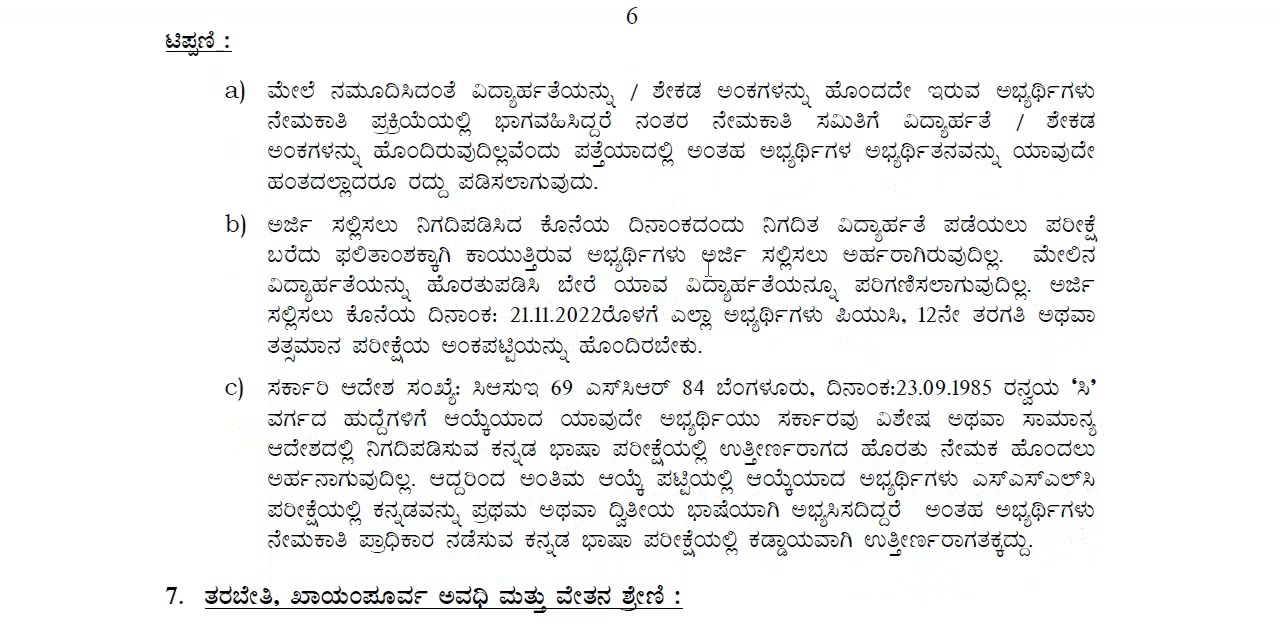 6
ಟಿಪ್ಪಣಿ :
a) ಮೇಲೆ ನಮೂದಿಸಿದಂತೆ ವಿದ್ಯಾರ್ಹತೆಯನ್ನು / ಶೇಕಡ ಅಂಕಗಳನ್ನು ಹೊಂದದೇ ಇರುವ ಅಭ್ಯರ್ಥಿಗಳು
ನೇಮಕಾತಿ ಪ್ರಕ್ರಿಯೆಯಲ್ಲಿ ಭಾಗವಹಿಸಿದ್ದರೆ ನಂತರ ನೇಮಕಾತಿ ಸಮಿತಿಗೆ ವಿದ್ಯಾರ್ಹತೆ / ಶೇಕಡ
ಅಂಕಗಳನ್ನು ಹೊಂದಿರುವುದಿಲ್ಲವೆಂದು ಪತ್ತೆಯಾದಲ್ಲಿ ಅಂತಹ ಅಭ್ಯರ್ಥಿಗಳ ಅಭ್ಯರ್ಥಿತನವನ್ನು ಯಾವುದೇ
ಹಂತದಲ್ಲಾದರೂ ರದ್ದು ಪಡಿಸಲಾಗುವುದು.
b) ಅರ್ಜಿ ಸಲ್ಲಿಸಲು ನಿಗದಿಪಡಿಸಿದ ಕೊನೆಯ ದಿನಾಂಕದಂದು ನಿಗದಿತ ವಿದ್ಯಾರ್ಹತೆ ಪಡೆಯಲು ಪರೀಕ್ಷೆ
ಬರೆದು ಫಲಿತಾಂಶಕ್ಕಾಗಿ ಕಾಯುತ್ತಿರುವ ಅಭ್ಯರ್ಥಿಗಳು ಅರ್ಜಿ ಸಲ್ಲಿಸಲು ಅರ್ಹರಾಗಿರುವುದಿಲ್ಲ. ಮೇಲಿನ
ವಿದ್ಯಾರ್ಹತೆಯನ್ನು ಹೊರತುಪಡಿಸಿ ಬೇರೆ ಯಾವ ವಿದ್ಯಾರ್ಹತೆಯನ್ನೂ ಪರಿಗಣಿಸಲಾಗುವುದಿಲ್ಲ. ಅರ್ಜಿ
ಸಲ್ಲಿಸಲು ಕೊನೆಯ ದಿನಾಂಕ: 21.11.2022ರೊಳಗೆ ಎಲ್ಲಾ ಅಭ್ಯರ್ಥಿಗಳು ಪಿಯುಸಿ, 12ನೇ ತರಗತಿ ಅಥವಾ
ತತ್ಸಮಾನ ಪರೀಕ್ಷೆಯ ಅಂಕಪಟ್ಟಿಯನ್ನು ಹೊಂದಿರಬೇಕು.
c) ಸರ್ಕಾರಿ ಆದೇಶ ಸಂಖ್ಯೆ: ಸಿಆಸುಇ 69 ಎಸ್‌ಸಿಆರ್ 84 ಬೆಂಗಳೂರು, ದಿನಾಂಕ:23.09.1985 ರನ್ವಯ ‘ಸಿ’
ವರ್ಗದ ಹುದ್ದೆಗಳಿಗೆ ಆಯ್ಕೆಯಾದ ಯಾವುದೇ ಅಭ್ಯರ್ಥಿಯು ಸರ್ಕಾರವು ವಿಶೇಷ ಅಥವಾ ಸಾಮಾನ್ಯ
ಆದೇಶದಲ್ಲಿ ನಿಗದಿಪಡಿಸುವ ಕನ್ನಡ ಭಾಷಾ ಪರೀಕ್ಷೆಯಲ್ಲಿ ಉತ್ತೀರ್ಣರಾಗದ ಹೊರತು ನೇಮಕ ಹೊಂದಲು
ಅರ್ಹನಾಗುವುದಿಲ್ಲ. ಆದ್ದರಿಂದ ಅಂತಿಮ ಆಯ್ಕೆ ಪಟ್ಟಿಯಲ್ಲಿ ಆಯ್ಕೆಯಾದ ಅಭ್ಯರ್ಥಿಗಳು ಎಸ್‌ಎಸ್‌ಎಲ್‌ಸಿ
ಪರೀಕ್ಷೆಯಲ್ಲಿ ಕನ್ನಡವನ್ನು ಪ್ರಥಮ ಅಥವಾ ದ್ವಿತೀಯ ಭಾಷೆಯಾಗಿ ಅಭ್ಯಸಿಸದಿದ್ದರೆ ಅಂತಹ ಅಭ್ಯರ್ಥಿಗಳು
ನೇಮಕಾತಿ ಪ್ರಾಧಿಕಾರ ನಡೆಸುವ ಕನ್ನಡ ಭಾಷಾ ಪರೀಕ್ಷೆಯಲ್ಲಿ ಕಡ್ಡಾಯವಾಗಿ ಉತ್ತೀರ್ಣರಾಗತಕ್ಕದ್ದು.
7. ತರಬೇತಿ, ಖಾಯಂಪೂರ್ವ ಅವಧಿ ಮತ್ತು ವೇತನ ಶ್ರೇಣಿ :